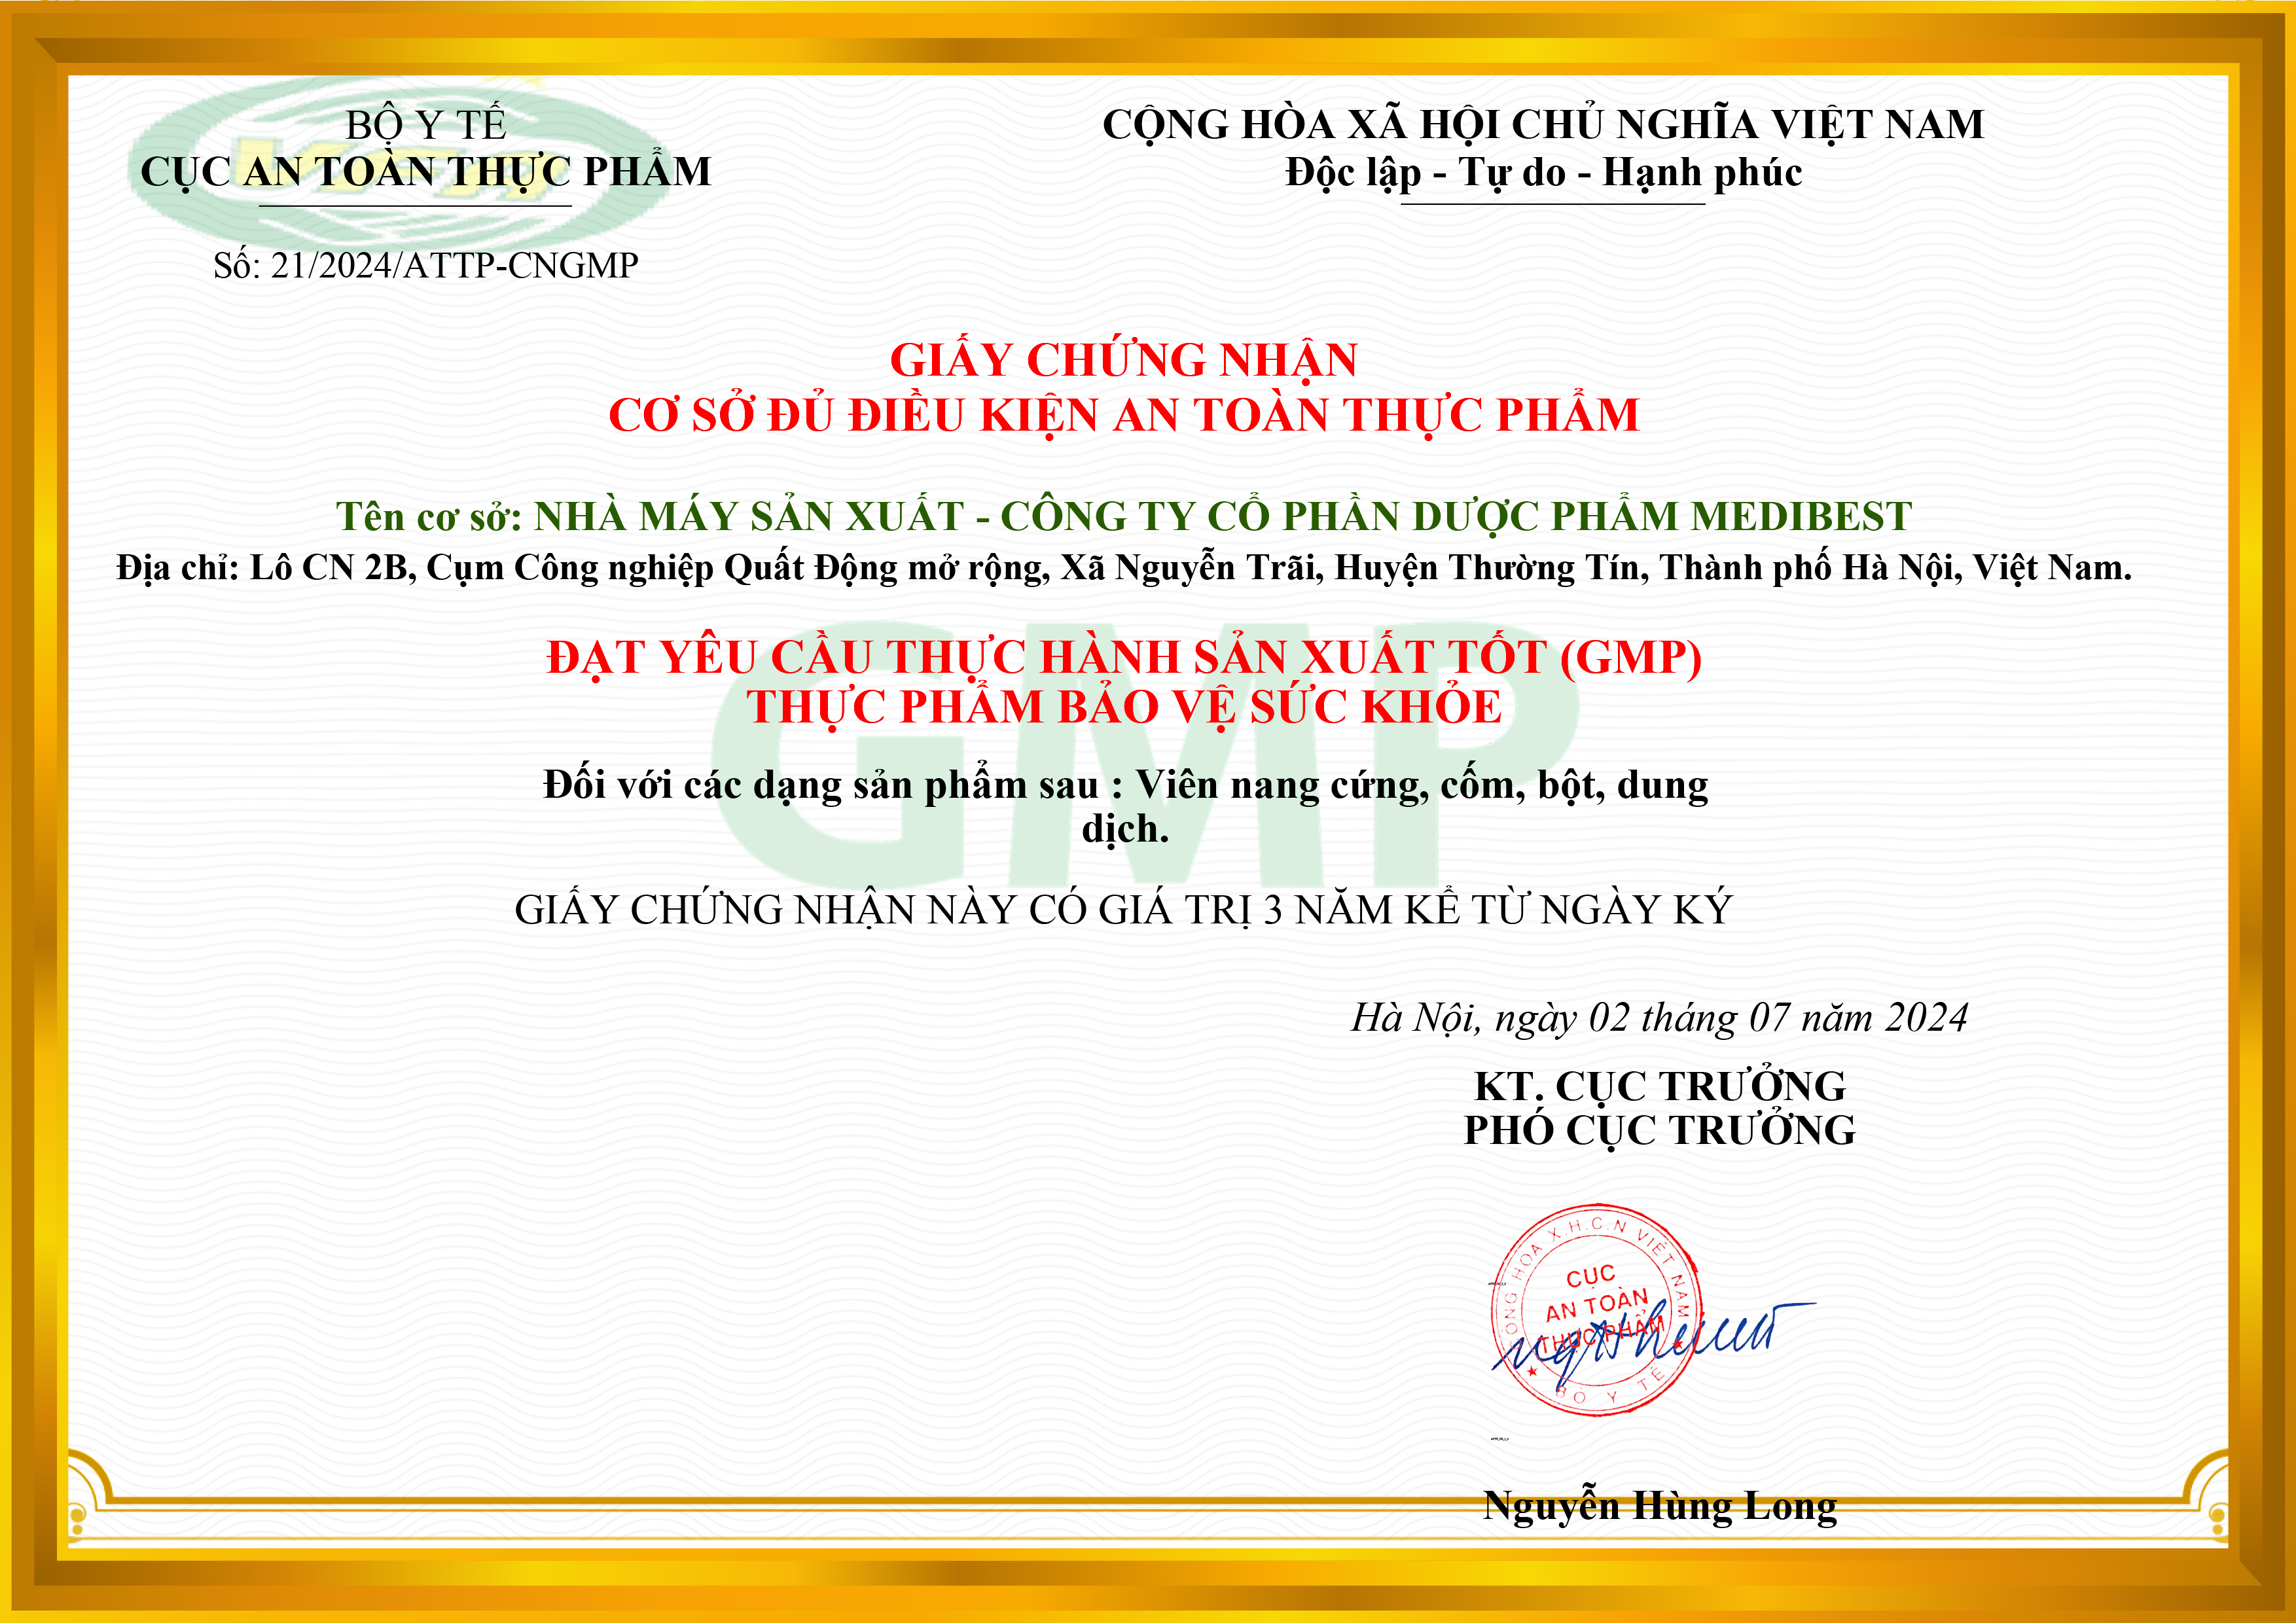 BỘ Y TẾ
CỤC AN TOÀN THỰC PHẨM
Số: 21/2024/ATTP-CNGMP
CỘNG HÒA XÃ HỘI CHỦ NGHĨA VIỆT NAM
Độc lập - Tự do - Hạnh phúc
GIẤY CHỨNG NHẬN
CƠ SỞ ĐỦ ĐIỀU KIỆN AN TOÀN THỰC PHẨM
Tên cơ sở: NHÀ MÁY SẢN XUẤT - CÔNG TY CỔ PHẦN DƯỢC PHẨM MEDIBEST
Địa chỉ: Lô CN 2B, Cụm Công nghiệp Quất Động mở rộng, Xã Nguyễn Trãi, Huyện Thường Tín, Thành phố Hà Nội, Việt Nam.
GMP
ĐẠT YÊU CẦU THỰC HÀNH SẢN XUẤT TỐT (GMP)
THỰC PHẨM BẢO VỆ SỨC KHỎE
Đối với các dạng sản phẩm sau : Viên nang cứng, cốm, bột, dung
dịch.
GIẤY CHỨNG NHẬN NÀY CÓ GIÁ TRỊ 3 NĂM KỂ TỪ NGÀY KÝ
Hà Nội, ngày 02 tháng 07 năm 2024
KT. CỤC TRƯỞNG
PHÓ CỤC TRƯỞNG
HOA X.H.C.N VIỆT NAM
CỤC
AN TOÀN
THỰC PHẨM
BỘ Y TẾ
Nguyễn Hùng Long